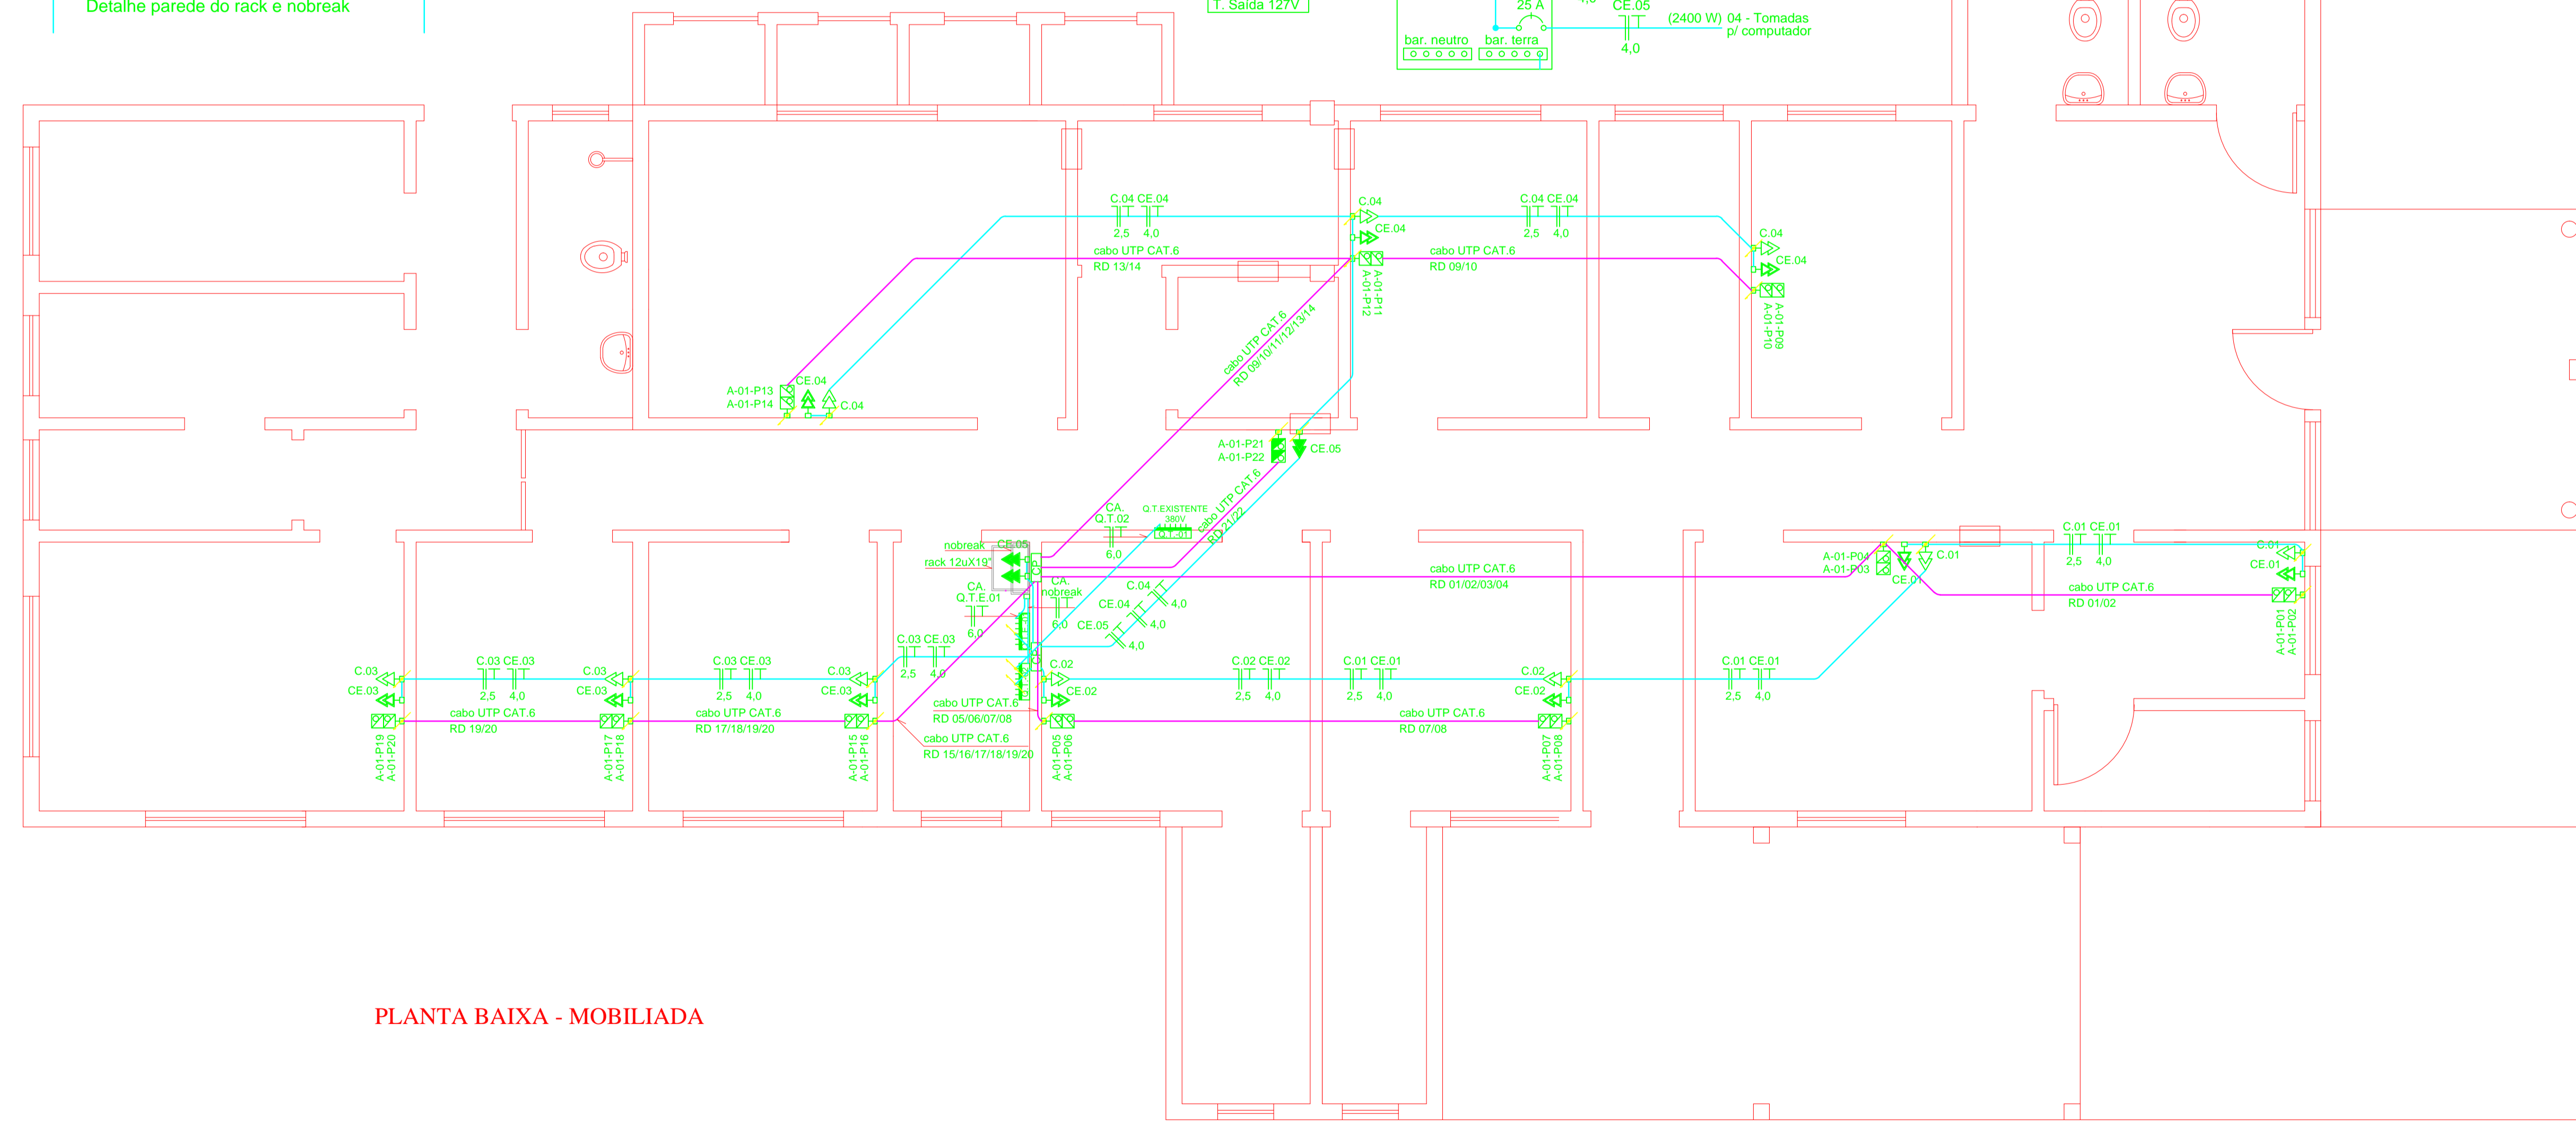 Detalhe parede do rack e nobreak
T. Saída 127V
25 A
CE.05
4,0
(2400 W) 04 - Tomadas
p/ computador
bar. neutro
bar. terra
C.04 CE.04
2,5 4,0
cabo UTP CAT.6
RD 13/14
C.04
CE.04
A-01-P11
A-01-P12
C.04 CE.04
2,5 4,0
cabo UTP CAT.6
RD 09/10
C.04
CE.04
A-01-P09
A-01-P10
cabo UTP CAT.6
RD 09/10/11/12/13/14
A-01-P13
A-01-P14
CE.04
C.04
A-01-P21
A-01-P22
CE.05
cabo UTP CAT.6
RD 21/22
CA.
Q.T.02
6,0
Q.T.EXISTENTE
380V
Q.T.-01
nobreak
CE.05
rack 12uX19"
CP
CA.
Q.T.E.01
6,0
CA.
nobreak
6,0
C.04
4,0
CE.04
4,0
CE.05
4,0
cabo UTP CAT.6
RD 01/02/03/04
A-01-P04
A-01-P03
CE.01
C.01
C.01 CE.01
2,5 4,0
C.01
CE.01
cabo UTP CAT.6
RD 01/02
A-01-P01
A-01-P02
C.03
CE.03
C.03 CE.03
2,5 4,0
cabo UTP CAT.6
RD 19/20
A-01-P19
A-01-P20
C.03
CE.03
C.03 CE.03
2,5 4,0
cabo UTP CAT.6
RD 17/18/19/20
A-01-P17
A-01-P18
C.03
CE.03
A-01-P15
A-01-P16
C.03 CE.03
2,5 4,0
cabo UTP CAT.6
RD 05/06/07/08
cabo UTP CAT.6
RD 15/16/17/18/19/20
C.02
CE.02
A-01-P05
A-01-P06
C.02 CE.02
2,5 4,0
C.01 CE.01
2,5 4,0
cabo UTP CAT.6
RD 07/08
C.02
CE.02
A-01-P07
A-01-P08
C.01 CE.01
2,5 4,0
PLANTA BAIXA - MOBILIADA